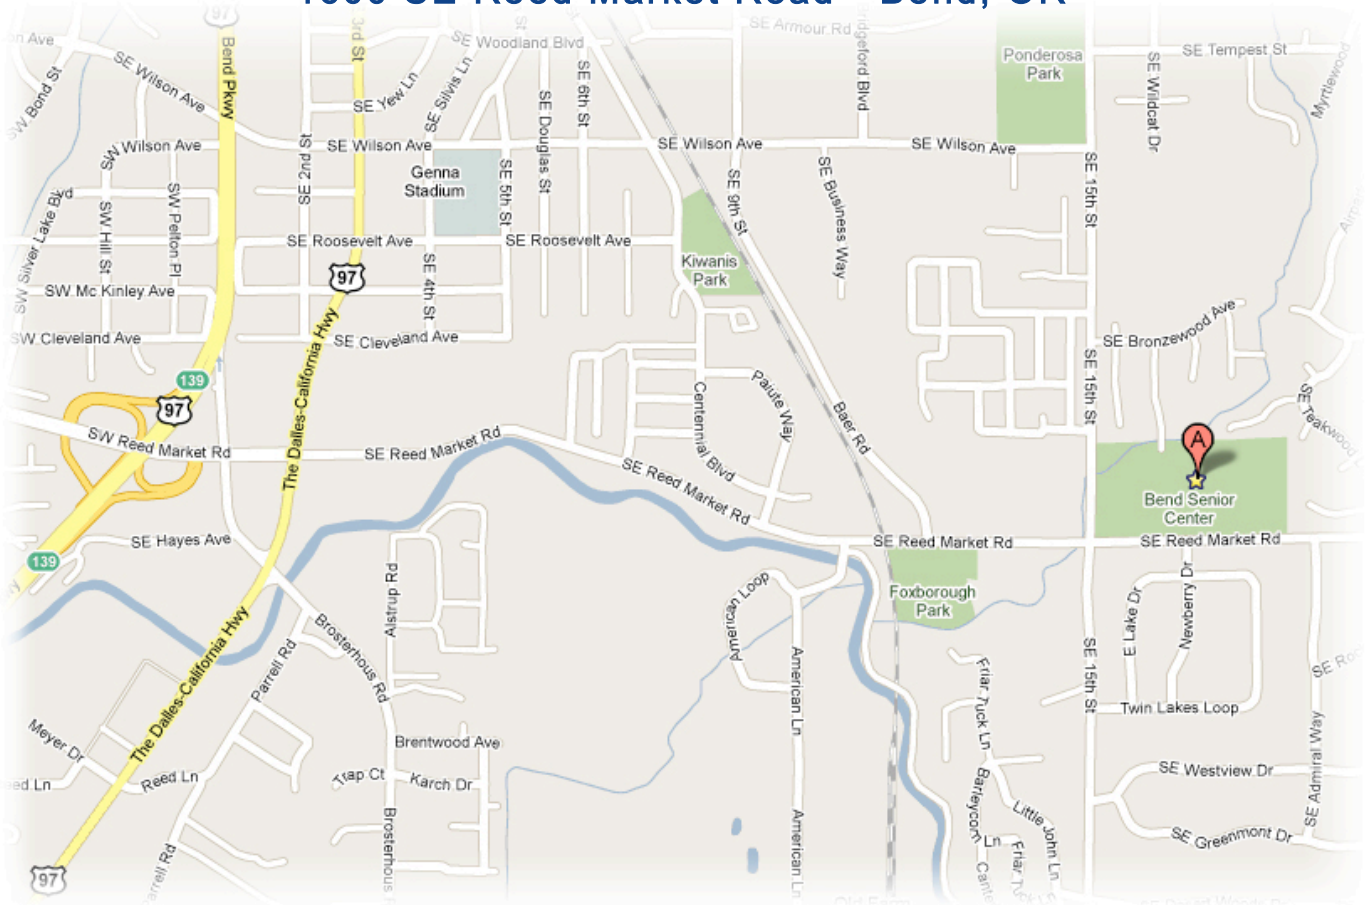 Bend, OR
97
Bend Pkwy
3rd St
SE Woodland Blvd
SE Armour Rd
SE Tempest St
Ponderosa
Park
SE Wilson Ave
SW Bond St
SE Yew Ln
SE Silvis Ln
SE 6th St
SE Douglas St
SE Wildcat Dr
Myrtlewood
SW Wilson Ave
SE Wilson Ave
SE Wilson Ave
SE Wilson Ave
SE 2nd St
Genna
Stadium
SE 5th St
SE 9th St
SE Business Way
SE 15th St
SW Silver Lake Blvd
SW Hill St
SW Pelton Pl
SE Roosevelt Ave
SE Roosevelt Ave
SE 4th St
Kiwanis
Park
97
SW Mc Kinley Ave
SW Cleveland Ave
SE Cleveland Ave
The Dalles-California Hwy
SE Bronzewood Ave
SE 15th St
139
97
Centennial Blvd
Paiute Way
Baer Rd
SE Teakwood
SW Reed Market Rd
SE Reed Market Rd
SE Reed Market Rd
A
Bend Senior
Center
SE Reed Market Rd
SE Reed Market Rd
SE Hayes Ave
139
Alstrup Rd
American Loop
Foxborough
Park
E Lake Dr
Newberry Dr
The Dalles-California Hwy
Parrell Rd
Brosterhous Rd
American Ln
Friar Tuck Ln
SE 15th St
Twin Lakes Loop
SE Admiral Way
Meyer Dr
Reed Ln
Brentwood Ave
Trap Ct
Karch Dr
SE Westview Dr
Barleycorn Ln
Little John Ln
SE Greenmont Dr
Brosterhous
American Ln
97